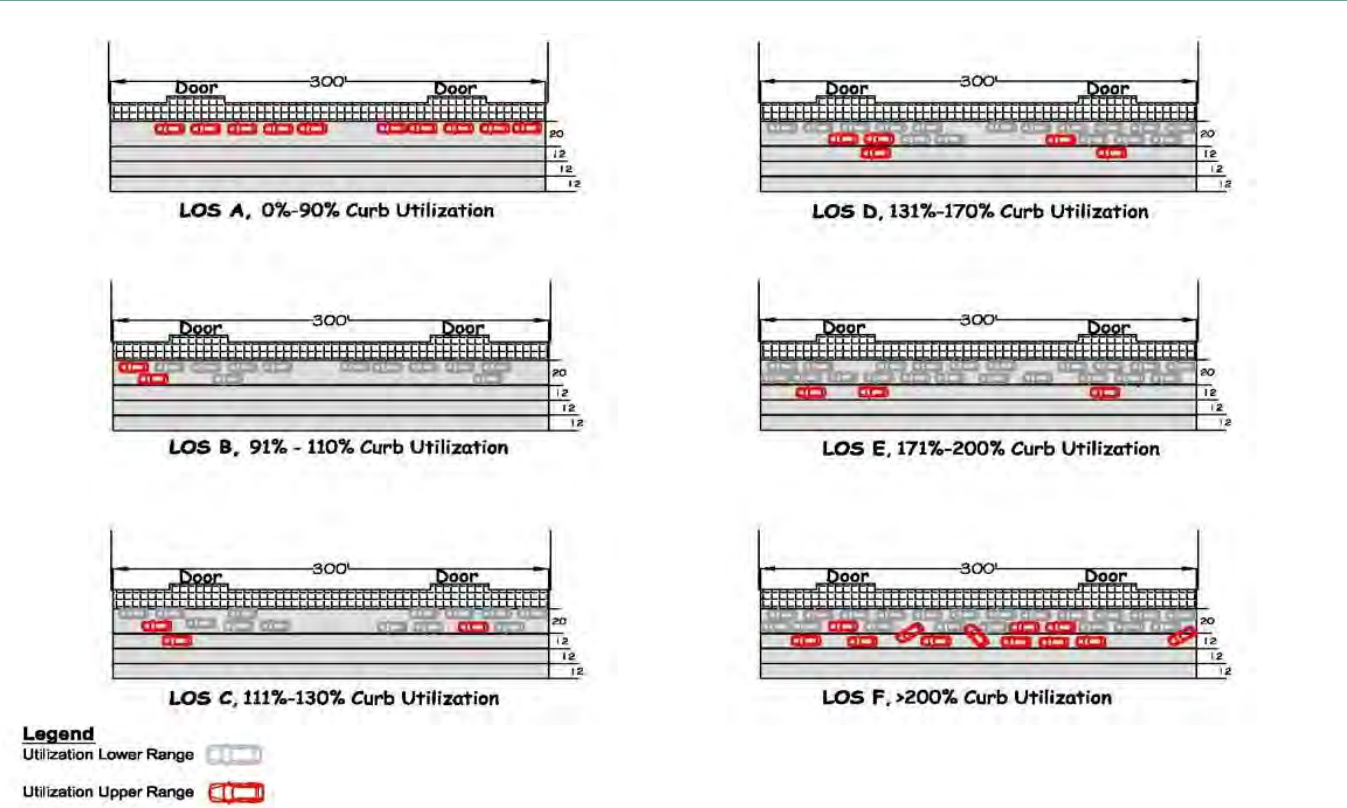 300'
Door
Door
20
12
12
12
LOS A, 0%-90% Curb Utilization
300'
Door
Door
20
12
12
12
LOS D, 131%-170% Curb Utilization
300'
Door
Door
20
12
12
12
LOS B, 91% - 110% Curb Utilization
300'
Door
Door
20
12
12
12
LOS E, 171%-200% Curb Utilization
300'
Door
Door
20
12
12
12
LOS C, 111%-130% Curb Utilization
300'
Door
Door
20
12
12
12
LOS F, >200% Curb Utilization
Legend
Utilization Lower Range
Utilization Upper Range